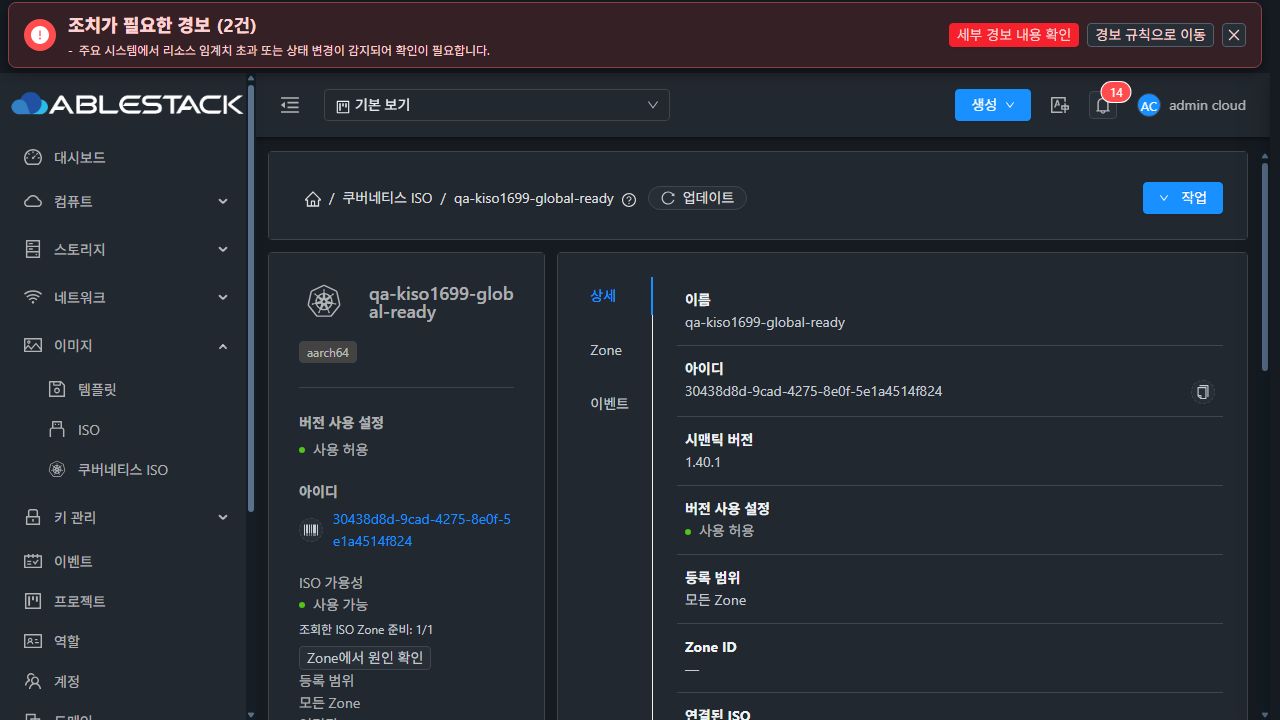 조치가 필요한 경보 (2건)
- 주요 시스템에서 리소스 임계치 초과 또는 상태 변경이 감지되어 확인이 필요합니다.
세부 경보 내용 확인
경보 규칙으로 이동
ABLESTACK
기본 보기
생성
14
AC
admin cloud
대시보드
컴퓨트
스토리지
네트워크
이미지
템플릿
ISO
쿠버네티스 ISO
키 관리
이벤트
프로젝트
역할
계정
도메인
/ 쿠버네티스 ISO / qa-kiso1699-global-ready
업데이트
작업
qa-kiso1699-glob
al-ready
aarch64
버전 사용 설정
사용 허용
아이디
30438d8d-9cad-4275-8e0f-5
e1a4514f824
ISO 가용성
사용 가능
조회한 ISO Zone 준비: 1/1
Zone에서 원인 확인
등록 범위
모든 Zone
상세
Zone
이벤트
이름
qa-kiso1699-global-ready
아이디
30438d8d-9cad-4275-8e0f-5e1a4514f824
시맨틱 버전
1.40.1
버전 사용 설정
사용 허용
등록 범위
모든 Zone
Zone ID
—
연결된 ISO